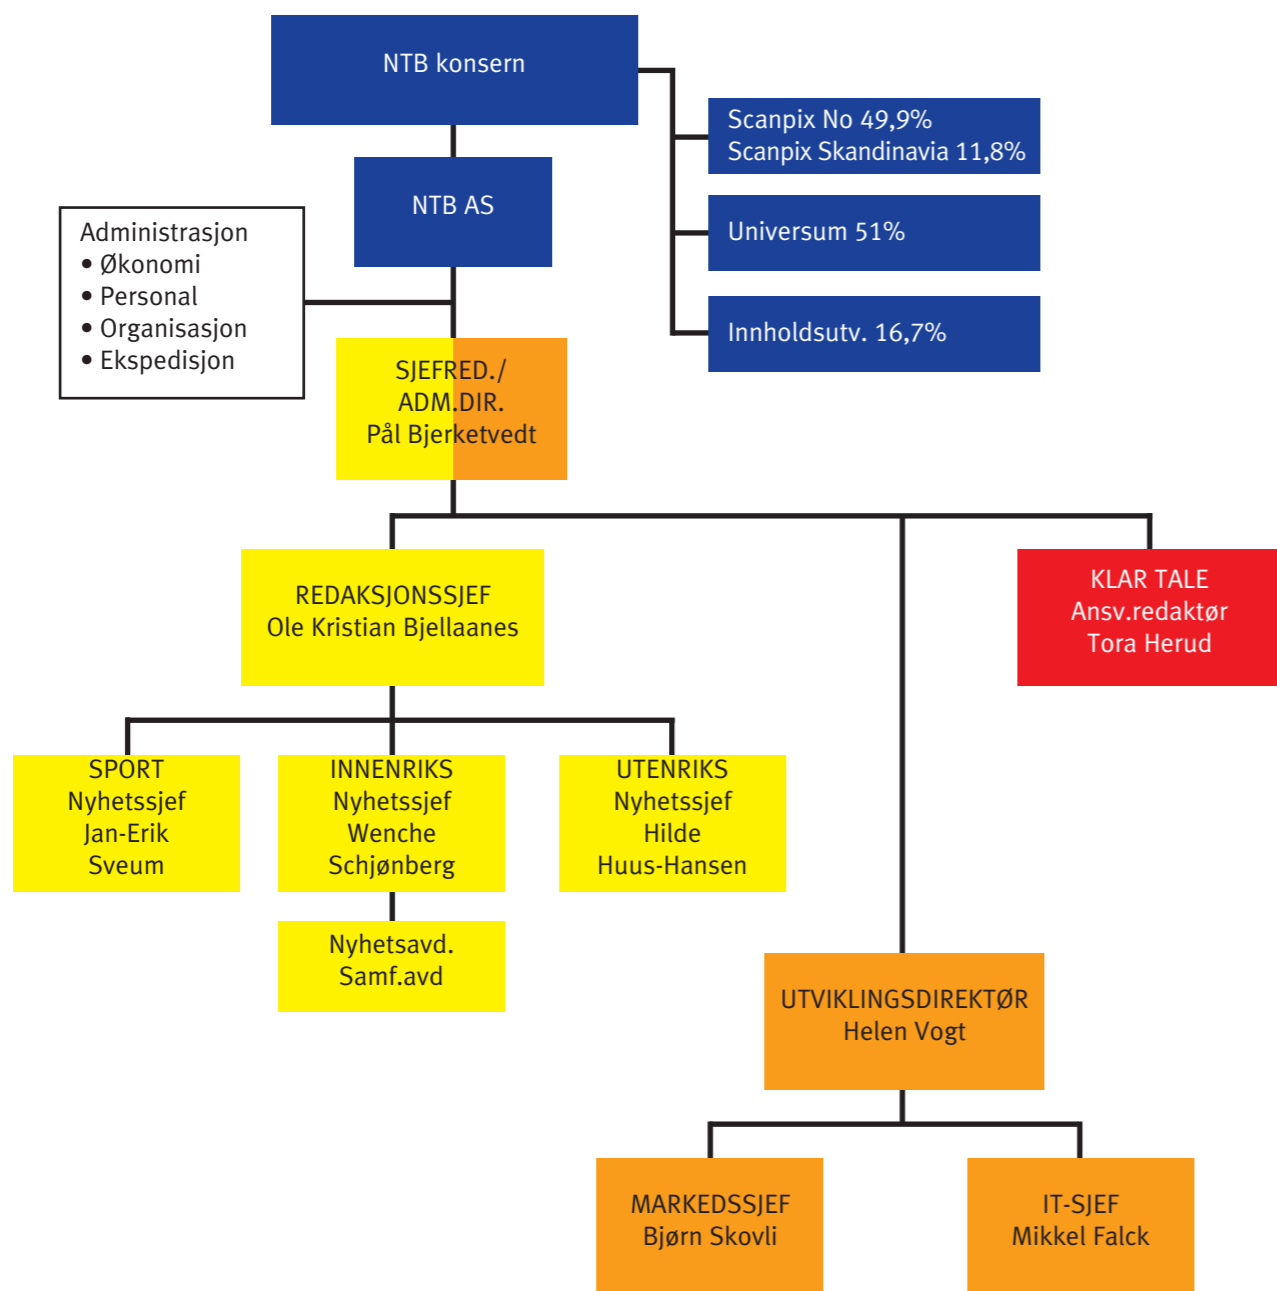 NTB konsern
Scanpix No 49,9%
Scanpix Skandinavia 11,8%
NTB AS
Universum 51%
Administrasjon
• Økonomi
• Personal
• Organisasjon
• Ekspedisjon
Innholdsutv. 16,7%
SJEFRED./
ADM.DIR.
Pål Bjerketvedt
REDAKSJONSSJEF
Ole Kristian Bjellaanes
KLAR TALE
Ansv.redaktør
Tora Herud
SPORT
Nyhetssjef
Jan-Erik
Sveum
INNENRIKS
Nyhetssjef
Wenche
Schjønberg
UTENRIKS
Nyhetssjef
Hilde
Huus-Hansen
Nyhetsavd.
Samf.avd
UTVIKLINGSDIREKTØR
Helen Vogt
MARKEDSSJEF
Bjørn Skovli
IT-SJEF
Mikkel Falck